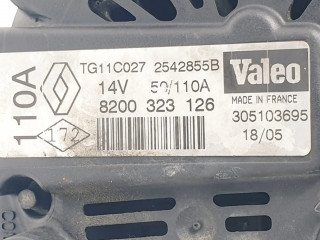 110A
TG11C027 2542855B
14V 50/110A
8200 323 126
172
Valeo
MADE IN FRANCE
305103695
18/05